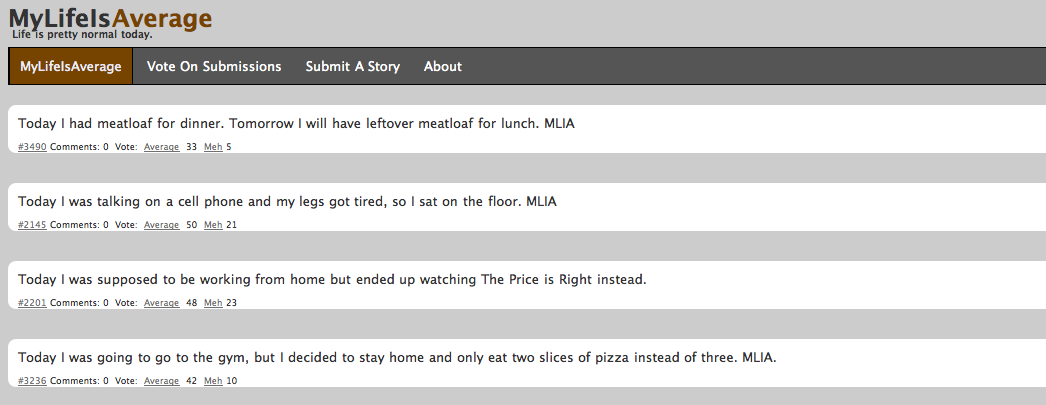 MyLifeIsAverage
Life is pretty normal today.
MyLifeIsAverage Vote On Submissions Submit A Story About
Today I had meatloaf for dinner. Tomorrow I will have leftover meatloaf for lunch. MLIA
#3490 Comments: 0 Vote: Average 33 Meh 5
Today I was talking on a cell phone and my legs got tired, so I sat on the floor. MLIA
#2145 Comments: 0 Vote: Average 50 Meh 21
Today I was supposed to be working from home but ended up watching The Price is Right instead.
#2201 Comments: 0 Vote: Average 48 Meh 23
Today I was going to go to the gym, but I decided to stay home and only eat two slices of pizza instead of three. MLIA.
#3236 Comments: 0 Vote: Average 42 Meh 10